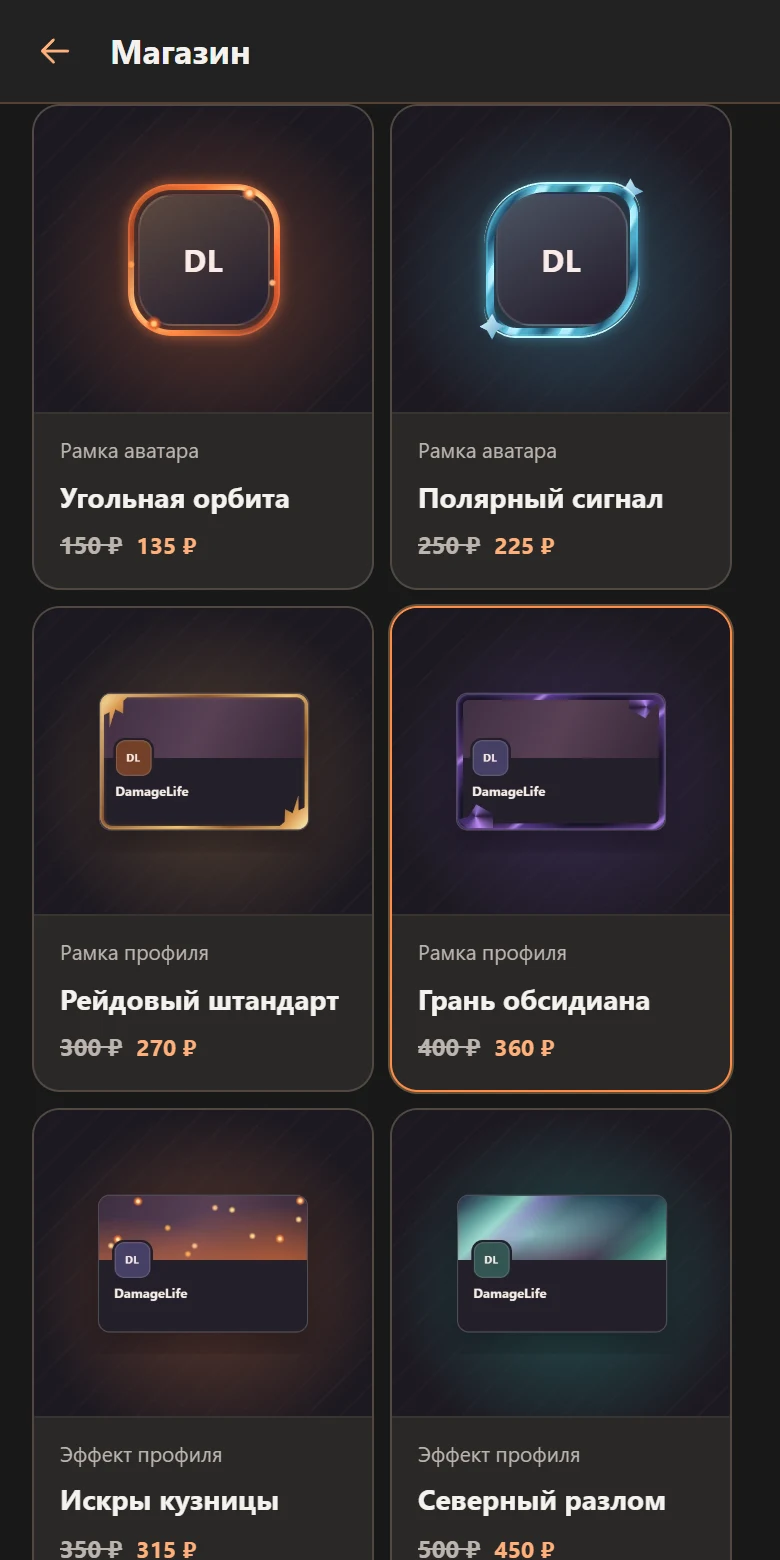 Магазин
DL
DL
Рамка аватара
Угольная орбита
150 ₽ 135 ₽
Рамка аватара
Полярный сигнал
250 ₽ 225 ₽
DL
DamageLife
DL
DamageLife
Рамка профиля
Рейдовый штандарт
300 ₽ 270 ₽
Рамка профиля
Грань обсидиана
400 ₽ 360 ₽
DL
DamageLife
DL
DamageLife
Эффект профиля
Искры кузницы
350 ₽ 315 ₽
Эффект профиля
Северный разлом
500 ₽ 450 ₽